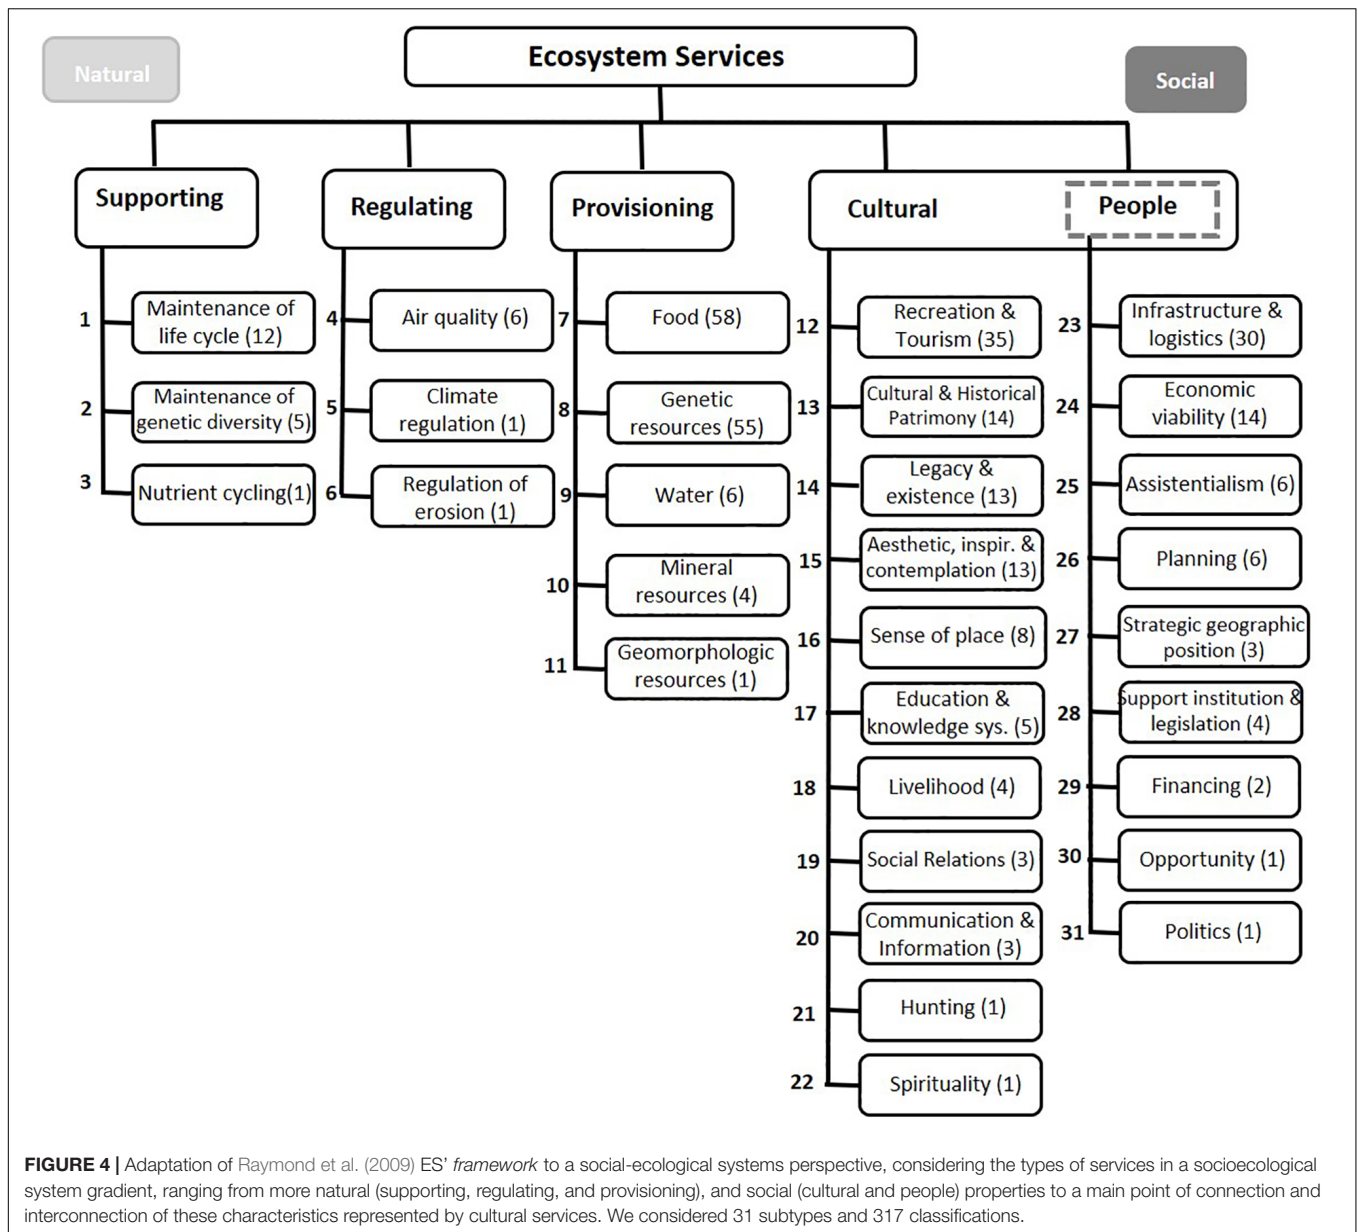 Natural
Ecosystem Services
Social
Supporting
Regulating
Provisioning
Cultural
People
1
Maintenance of
life cycle (12)
2
Maintenance of
genetic diversity (5)
3
Nutrient cycling(1)
4
Air quality (6)
5
Climate
regulation (1)
6
Regulation of
erosion (1)
7
Food (58)
8
Genetic
resources (55)
9
Water (6)
10
Mineral
resources (4)
11
Geomorphologic
resources (1)
12
Recreation &
Tourism (35)
13
Cultural & Historical
Patrimony (14)
14
Legacy &
existence (13)
15
Aesthetic, inspir. &
contemplation (13)
16
Sense of place (8)
17
Education &
knowledge sys. (5)
18
Livelihood (4)
19
Social Relations (3)
20
Communication &
Information (3)
21
Hunting (1)
22
Spirituality (1)
23
Infrastructure &
logistics (30)
24
Economic
viability (14)
25
Assistentialism (6)
26
Planning (6)
27
Strategic geographic
position (3)
28
Support institution &
legislation (4)
29
Financing (2)
30
Opportunity (1)
31
Politics (1)
FIGURE 4 | Adaptation of Raymond et al. (2009) ES' framework to a social-ecological systems perspective, considering the types of services in a socioecological
system gradient, ranging from more natural (supporting, regulating, and provisioning), and social (cultural and people) properties to a main point of connection and
interconnection of these characteristics represented by cultural services. We considered 31 subtypes and 317 classifications.